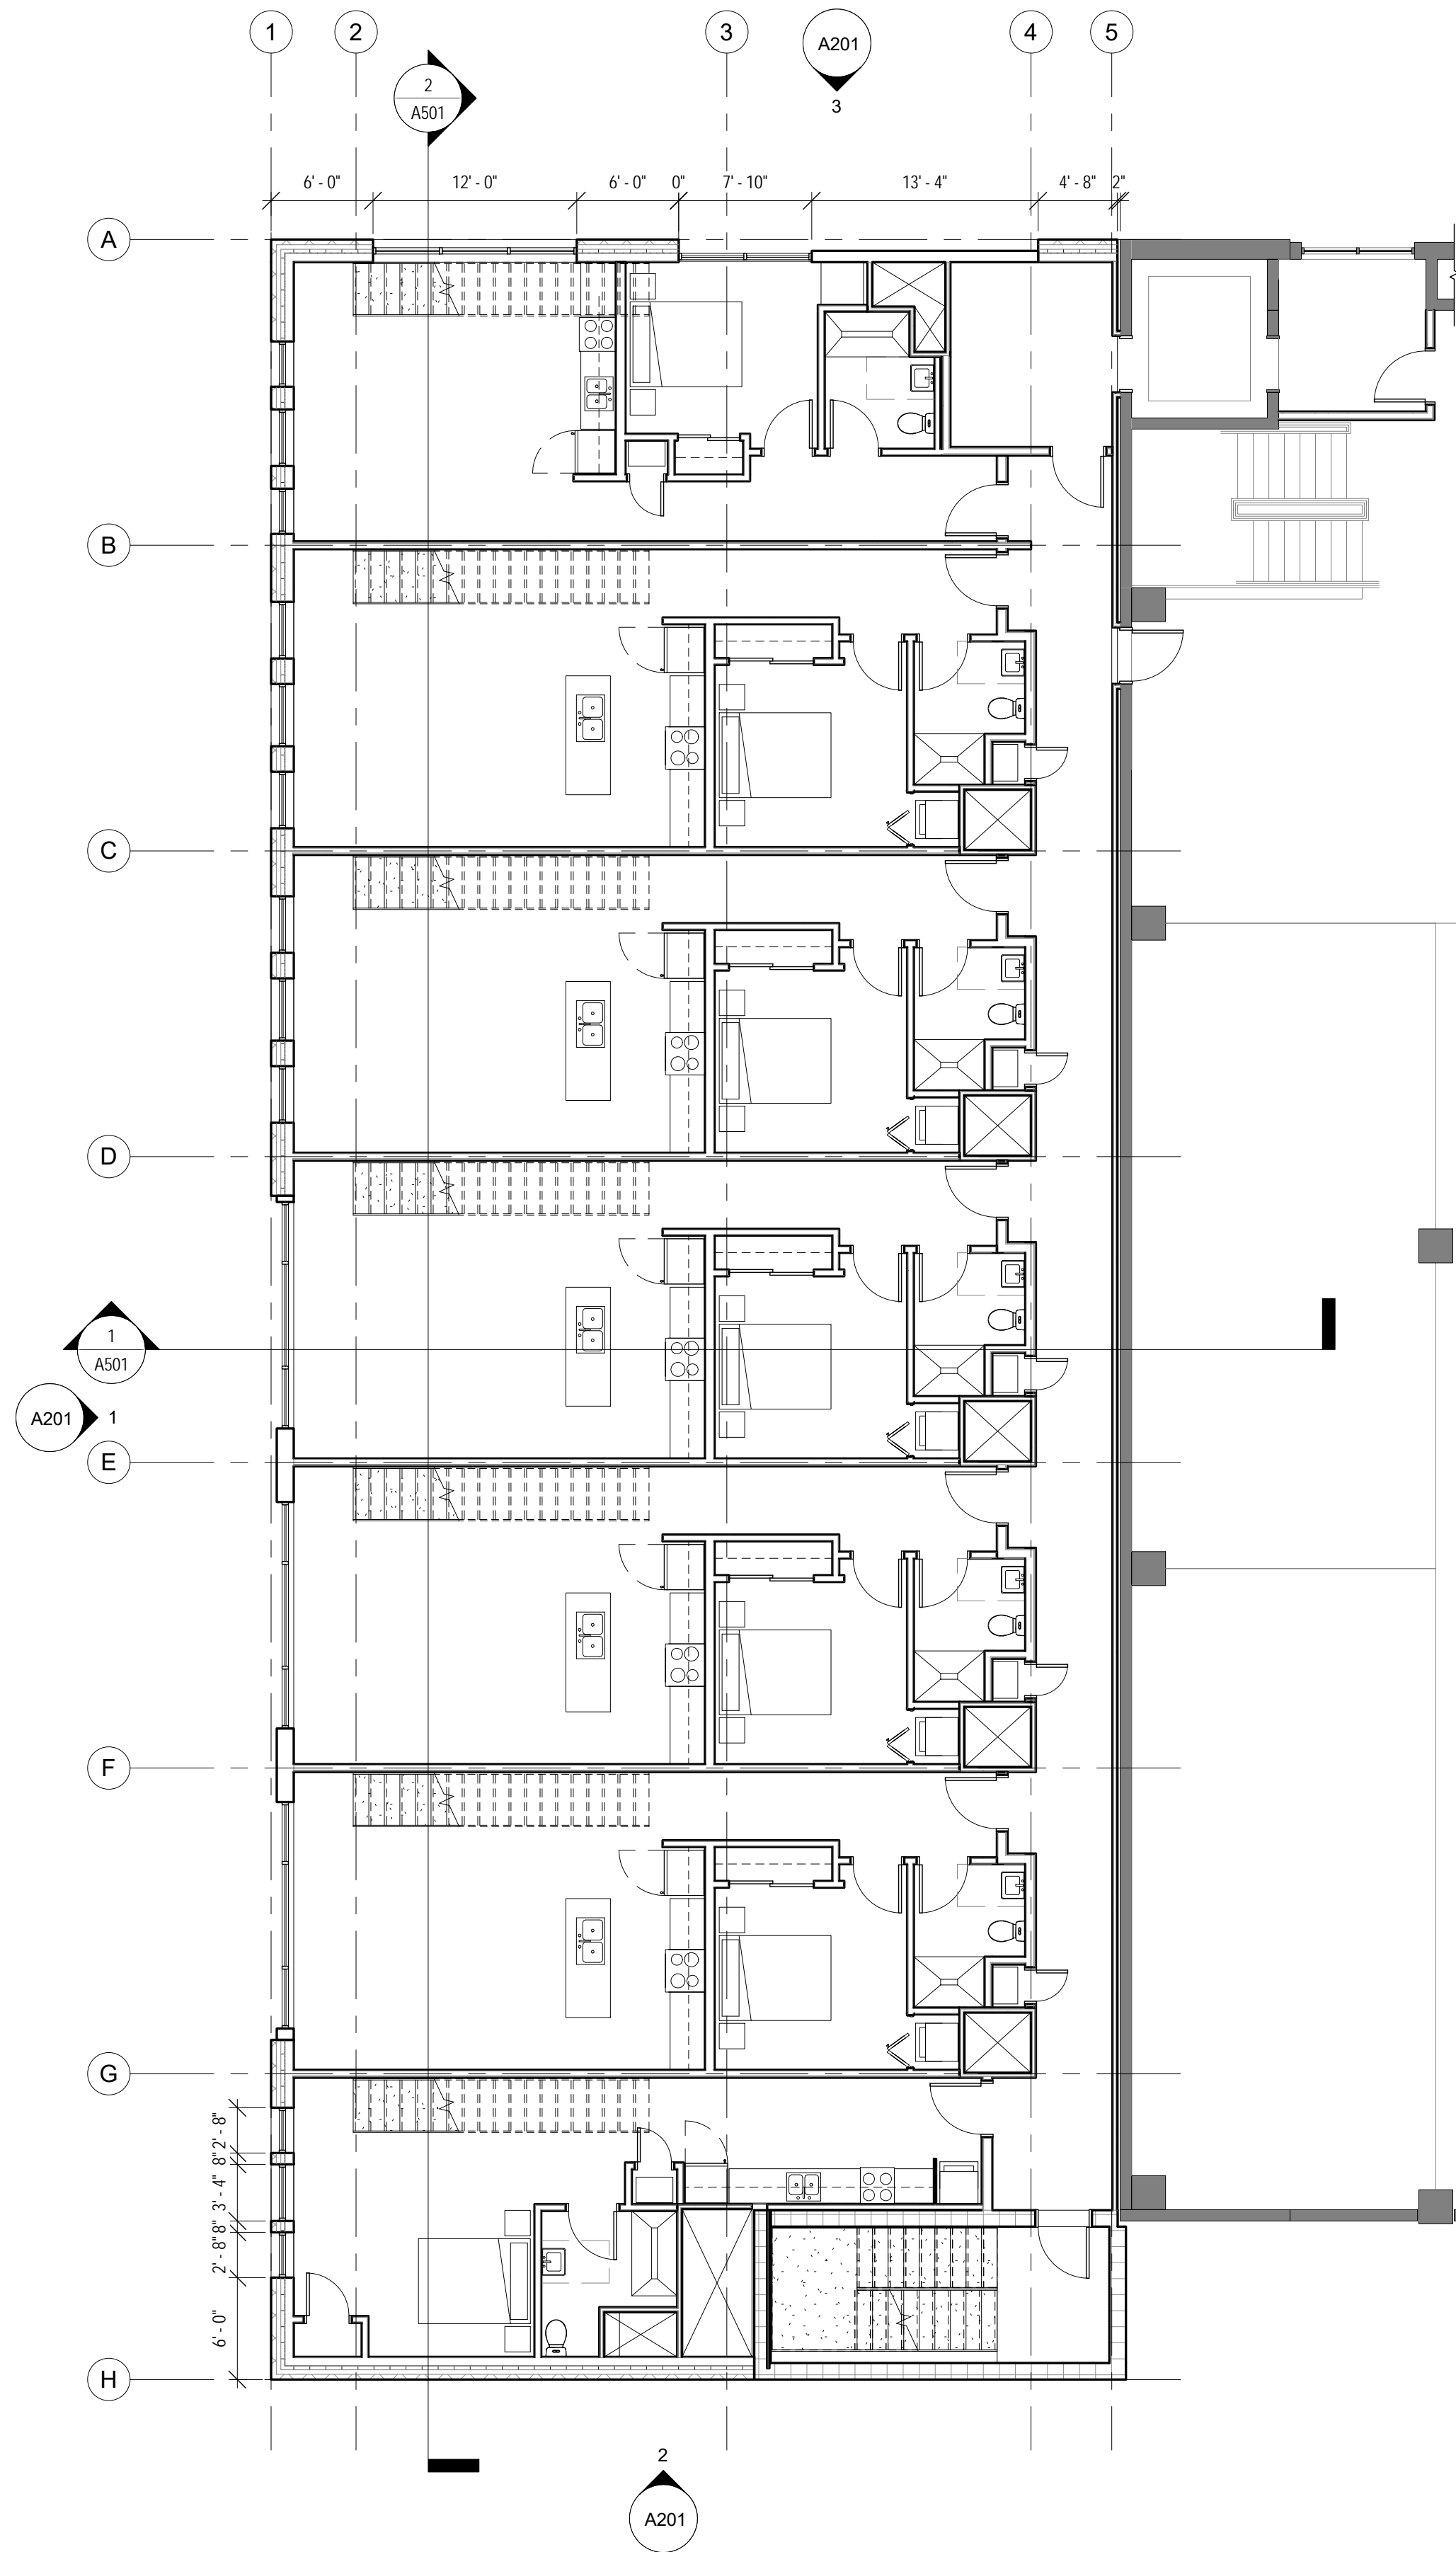 1
2
3
4
5
A201
3
2
A501
6' - 0"
12' - 0"
6' - 0"
0"
7' - 10"
13' - 4"
4' - 8"
2"
A
B
C
D
1
A501
A201
1
E
F
G
2' - 8"
8"
3' - 4"
8"
2' - 8"
6' - 0"
H
2
A201